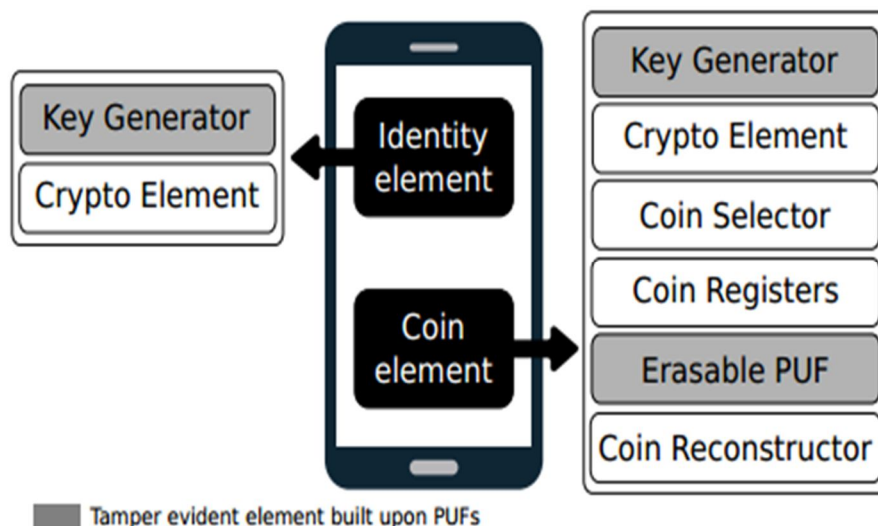 Key Generator
Crypto Element
Identity
element
Coin
element
Key Generator
Crypto Element
Coin Selector
Coin Registers
Erasable PUF
Coin Reconstructor
Tamper evident element built upon PUFs